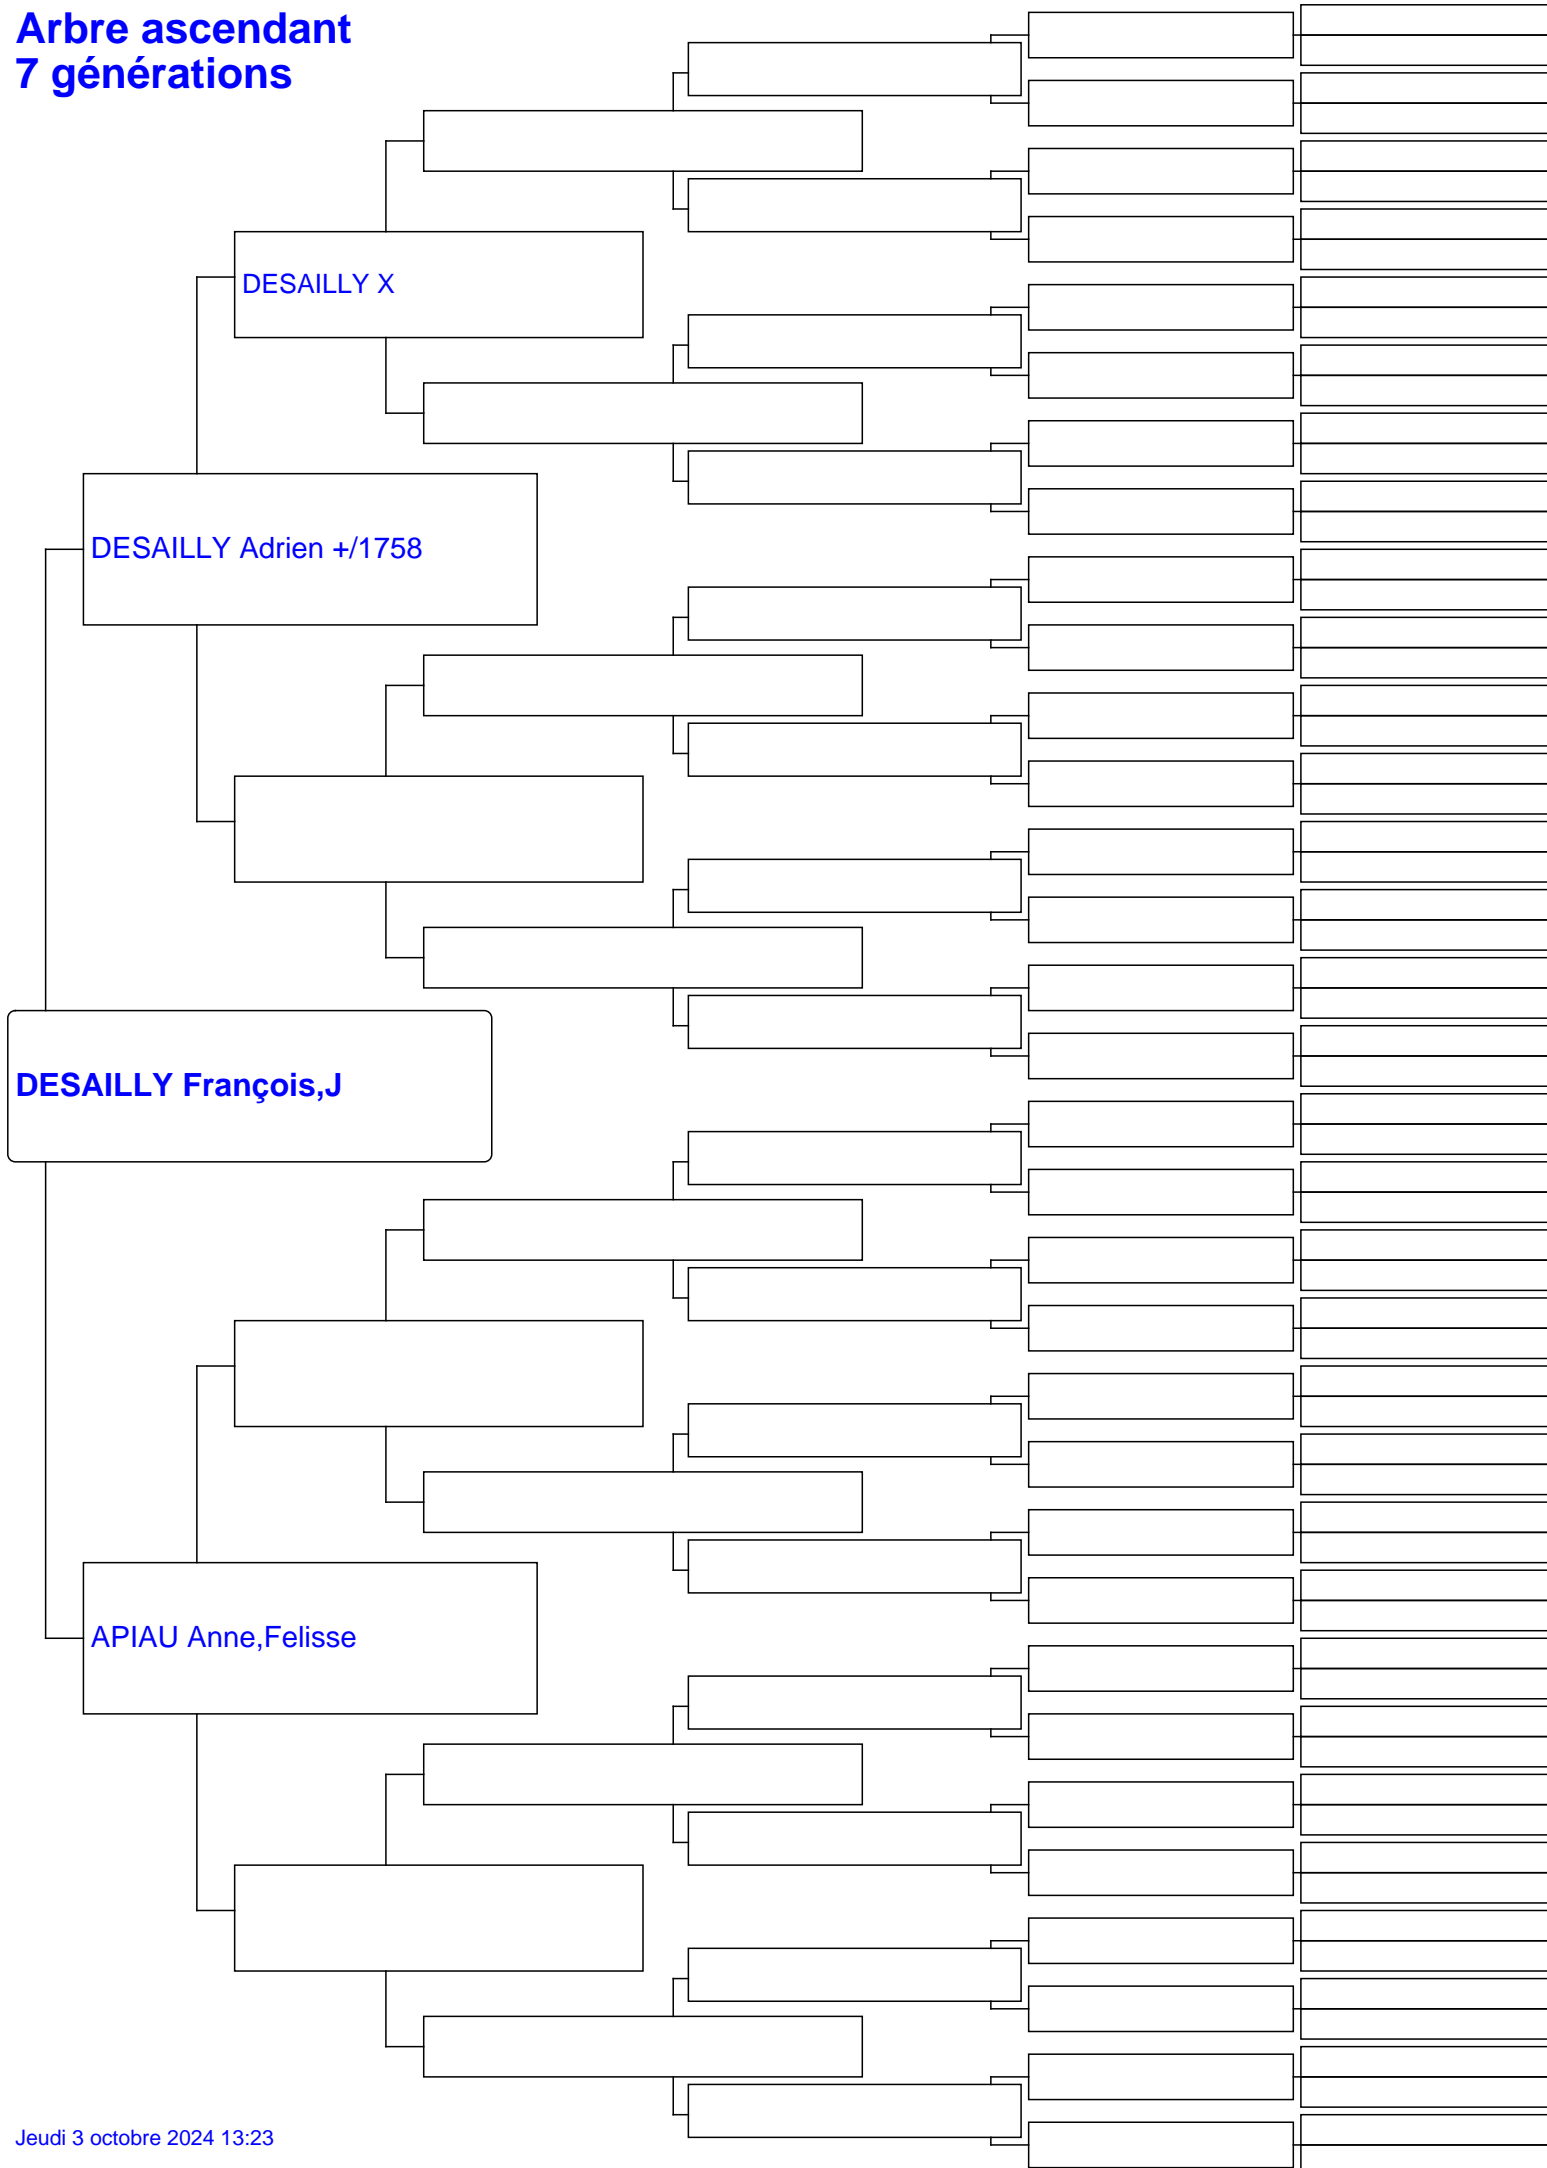 Arbre ascendant
7 générations
DESAILLY X
DESAILLY Adrien +/1758
DESAILLY François,J
APIAU Anne,Felisse
Jeudi 3 octobre 2024 13:23